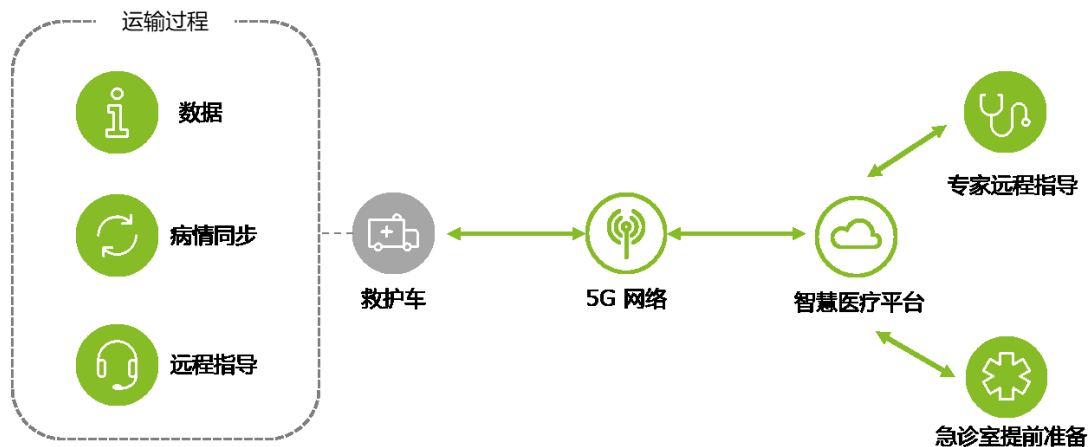 运输过程
数据
病情同步
远程指导
救护车
5G 网络
智慧医疗平台
专家远程指导
急诊室提前准备